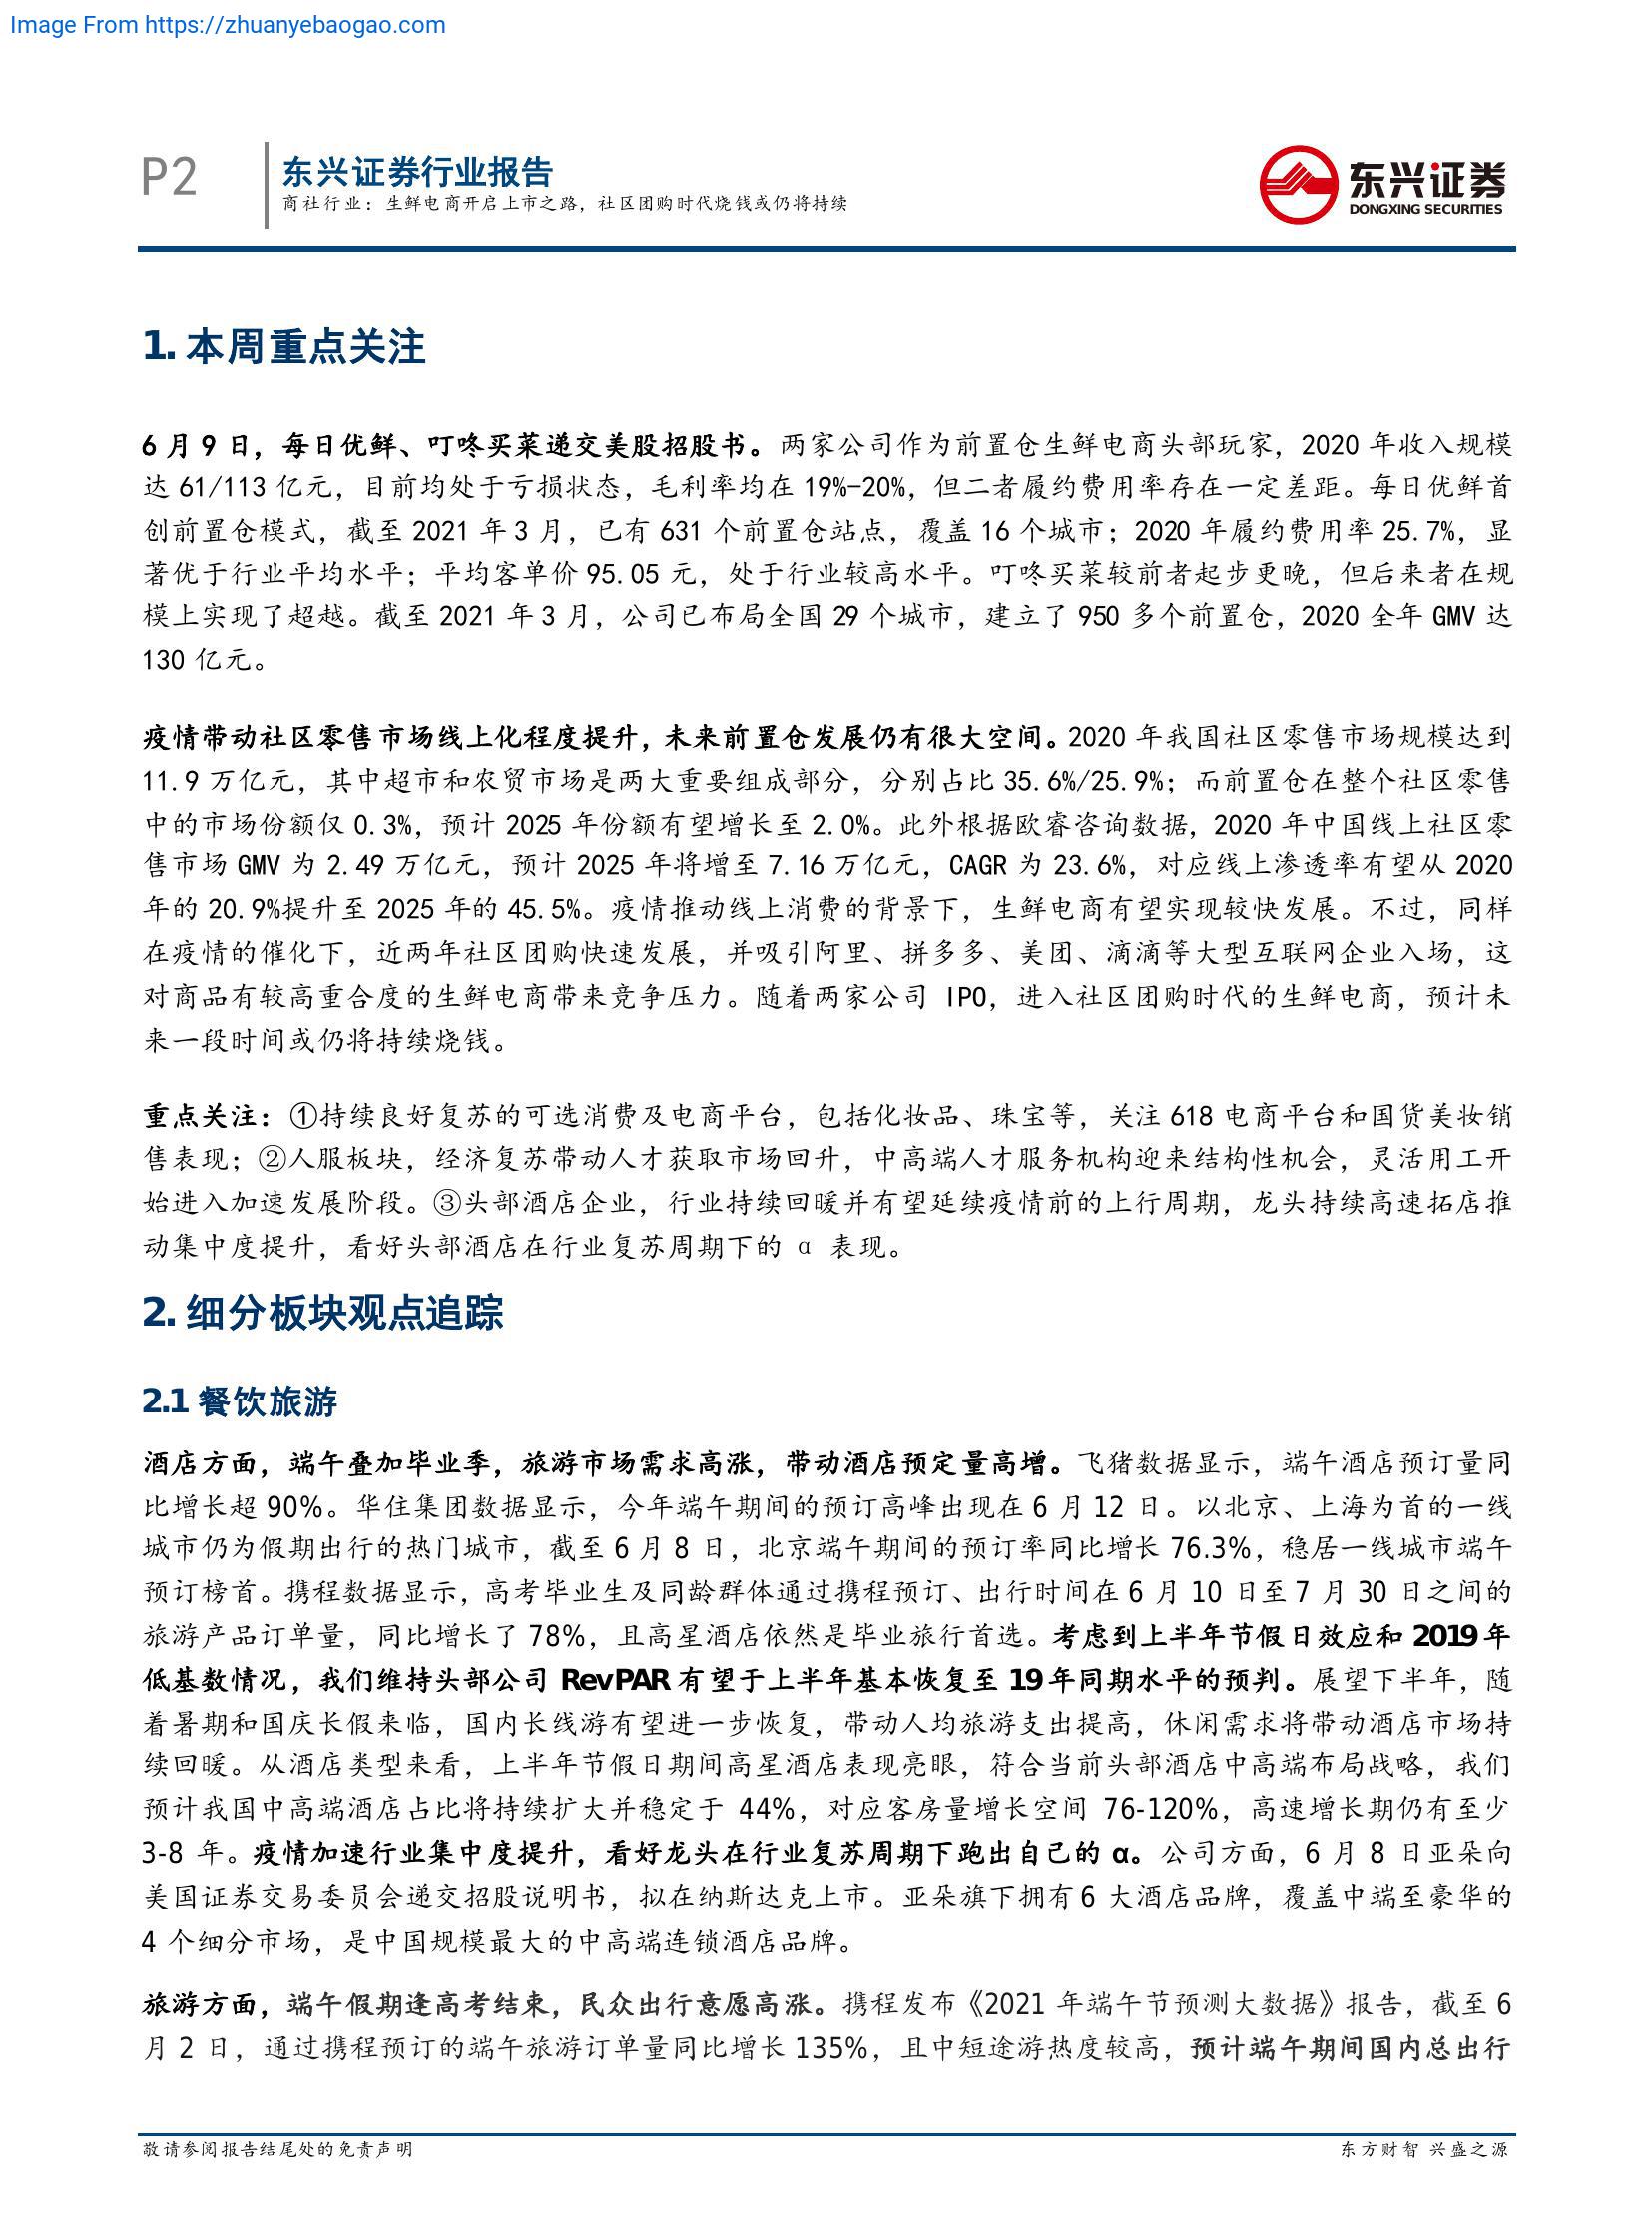 Image From https://zhuanyebaogao.com
P2
东兴证券行业报告
商社行业：生鲜电商开启上市之路，社区团购时代烧钱或仍将持续
东兴证券
DONGXING SECURITIES
1. 本周重点关注
6 月 9 日，每日优鲜、叮咚买菜递交美股招股书。两家公司作为前置仓生鲜电商头部玩家，2020 年收入规模
达 61/113 亿元，目前均处于亏损状态，毛利率均在 19%-20%，但二者履约费用率存在一定差距。每日优鲜首
创前置仓模式，截至 2021 年 3 月，已有 631 个前置仓站点，覆盖 16 个城市；2020 年履约费用率 25.7%，显
著优于行业平均水平；平均客单价 95.05 元，处于行业较高水平。叮咚买菜较前者起步更晚，但后来者在规
模上实现了超越。截至 2021 年 3 月，公司已布局全国 29 个城市，建立了 950 多个前置仓，2020 全年 GMV 达
130 亿元。
疫情带动社区零售市场线上化程度提升，未来前置仓发展仍有很大空间。2020 年我国社区零售市场规模达到
11.9 万亿元，其中超市和农贸市场是两大重要组成部分，分别占比 35.6%/25.9%；而前置仓在整个社区零售
中的市场份额仅 0.3%，预计 2025 年份额有望增长至 2.0%。此外根据欧睿咨询数据，2020 年中国线上社区零
售市场 GMV 为 2.49 万亿元，预计 2025 年将增至 7.16 万亿元，CAGR 为 23.6%，对应线上渗透率有望从 2020
年的 20.9%提升至 2025 年的 45.5%。疫情推动线上消费的背景下，生鲜电商有望实现较快发展。不过，同样
在疫情的催化下，近两年社区团购快速发展，并吸引阿里、拼多多、美团、滴滴等大型互联网企业入场，这
对商品有较高重合度的生鲜电商带来竞争压力。随着两家公司 IPO，进入社区团购时代的生鲜电商，预计未
来一段时间或仍将持续烧钱。
重点关注：①持续良好复苏的可选消费及电商平台，包括化妆品、珠宝等，关注 618 电商平台和国货美妆销
售表现；②人服板块，经济复苏带动人才获取市场回升，中高端人才服务机构迎来结构性机会，灵活用工开
始进入加速发展阶段。③头部酒店企业，行业持续回暖并有望延续疫情前的上行周期，龙头持续高速拓店推
动集中度提升，看好头部酒店在行业复苏周期下的 α 表现。
2. 细分板块观点追踪
2.1 餐饮旅游
酒店方面，端午叠加毕业季，旅游市场需求高涨，带动酒店预定量高增。飞猪数据显示，端午酒店预订量同
比增长超 90%。华住集团数据显示，今年端午期间的预订高峰出现在 6 月 12 日。以北京、上海为首的一线
城市仍为假期出行的热门城市，截至 6 月 8 日，北京端午期间的预订率同比增长 76.3%，稳居一线城市端午
预订榜首。携程数据显示，高考毕业生及同龄群体通过携程预订、出行时间在 6 月 10 日至 7 月 30 日之间的
旅游产品订单量，同比增长了 78%，且高星酒店依然是毕业旅行首选。考虑到上半年节假日效应和 2019 年
低基数情况，我们维持头部公司 RevPAR 有望于上半年基本恢复至 19 年同期水平的预判。展望下半年，随
着暑期和国庆长假来临，国内长线游有望进一步恢复，带动人均旅游支出提高，休闲需求将带动酒店市场持
续回暖。从酒店类型来看，上半年节假日期间高星酒店表现亮眼，符合当前头部酒店中高端布局战略，我们
预计我国中高端酒店占比将持续扩大并稳定于 44%，对应客房量增长空间 76-120%，高速增长期仍有至少
3-8 年。疫情加速行业集中度提升，看好龙头在行业复苏周期下跑出自己的 α。公司方面，6 月 8 日亚朵向
美国证券交易委员会递交招股说明书，拟在纳斯达克上市。亚朵旗下拥有 6 大酒店品牌，覆盖中端至豪华的
4 个细分市场，是中国规模最大的中高端连锁酒店品牌。
旅游方面，端午假期逢高考结束，民众出行意愿高涨。携程发布《2021 年端午节预测大数据》报告，截至 6
月 2 日，通过携程预订的端午旅游订单量同比增长 135%，且中短途游热度较高，预计端午期间国内总出行
敬请参阅报告结尾处的免责声明
东方财智 兴盛之源